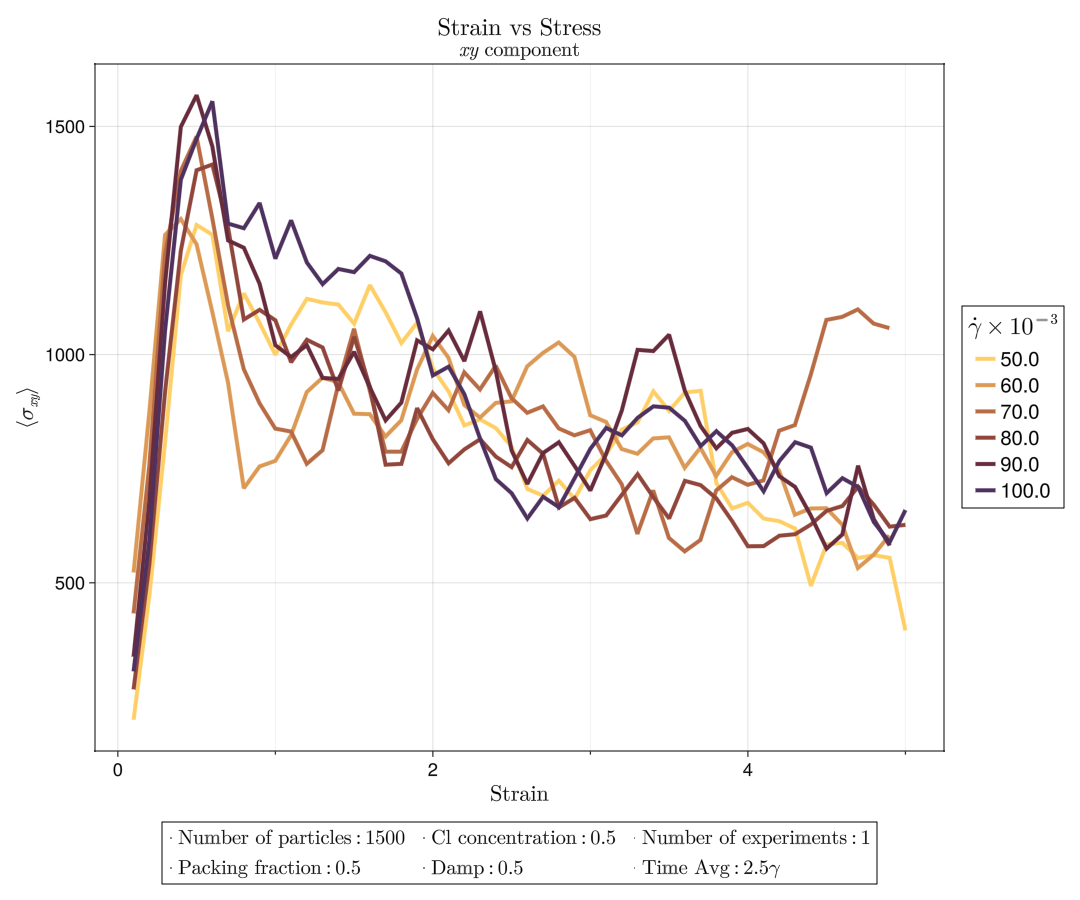 Strain vs Stress
xy component
1500
1000
500
⟨σxy⟩
0 2 4
Strain
γ̇ × 10⁻³
50.0
60.0
70.0
80.0
90.0
100.0
· Number of particles : 1500 · Cl concentration : 0.5 · Number of experiments : 1
· Packing fraction : 0.5 · Damp : 0.5 · Time Avg : 2.5γ